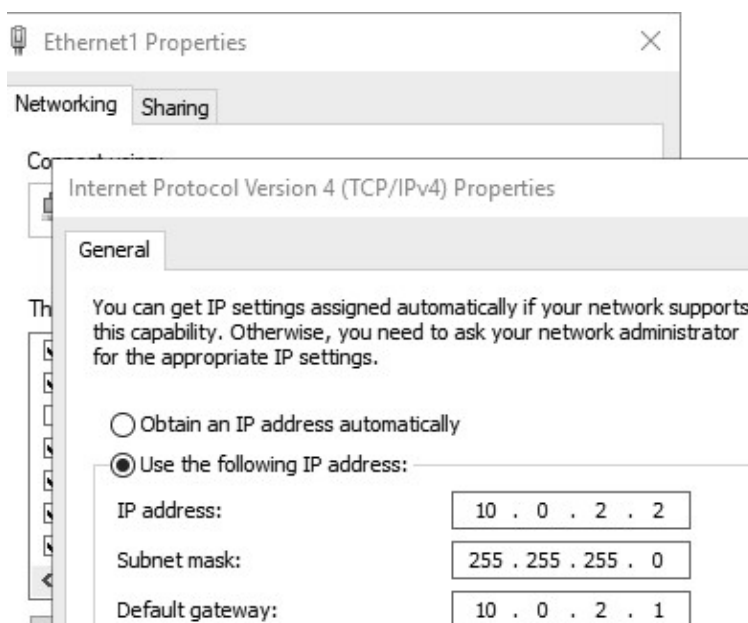 Ethernet1 Properties
Networking Sharing
Internet Protocol Version 4 (TCP/IPv4) Properties
General
You can get IP settings assigned automatically if your network supports
this capability. Otherwise, you need to ask your network administrator
for the appropriate IP settings.
Obtain an IP address automatically
Use the following IP address:
IP address: 10 . 0 . 2 . 2
Subnet mask: 255 . 255 . 255 . 0
Default gateway: 10 . 0 . 2 . 1